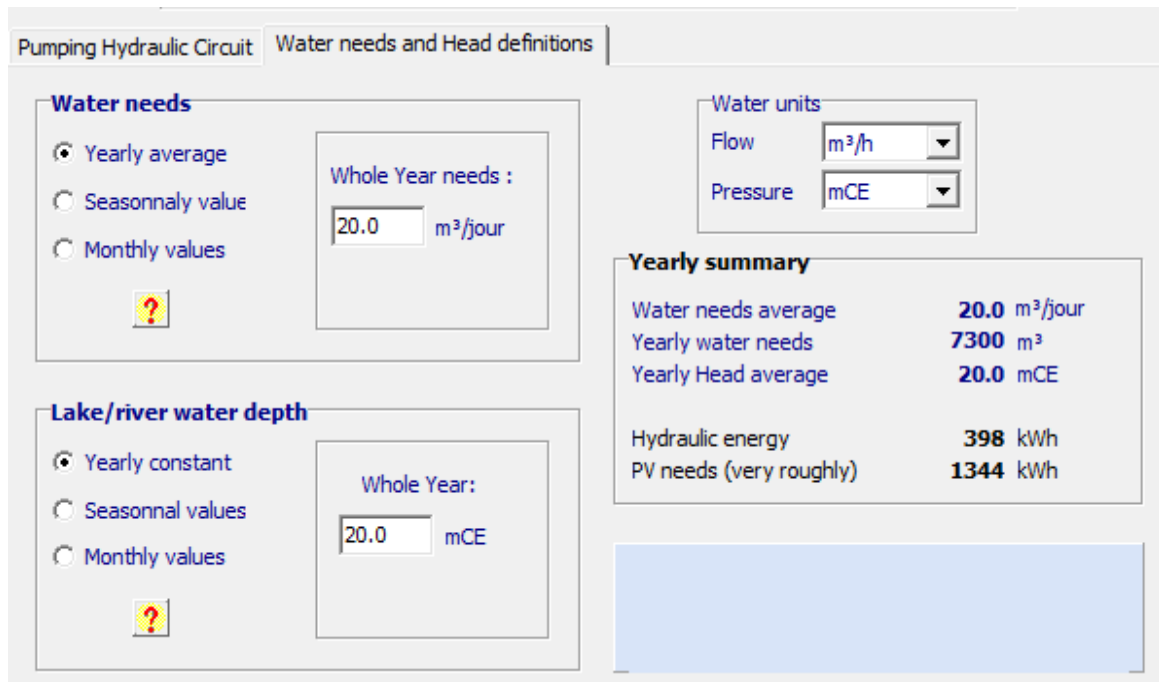 Pumping Hydraulic Circuit
Water needs and Head definitions
Water needs
Yearly average
Seasonnaly value
Monthly values
?
Whole Year needs :
20.0 m³/jour
Water units
Flow m³/h
Pressure mCE
Yearly summary
Water needs average 20.0 m³/jour
Yearly water needs 7300 m³
Yearly Head average 20.0 mCE
Hydraulic energy 398 kWh
PV needs (very roughly) 1344 kWh
Lake/river water depth
Yearly constant
Seasonnal values
Monthly values
?
Whole Year:
20.0 mCE